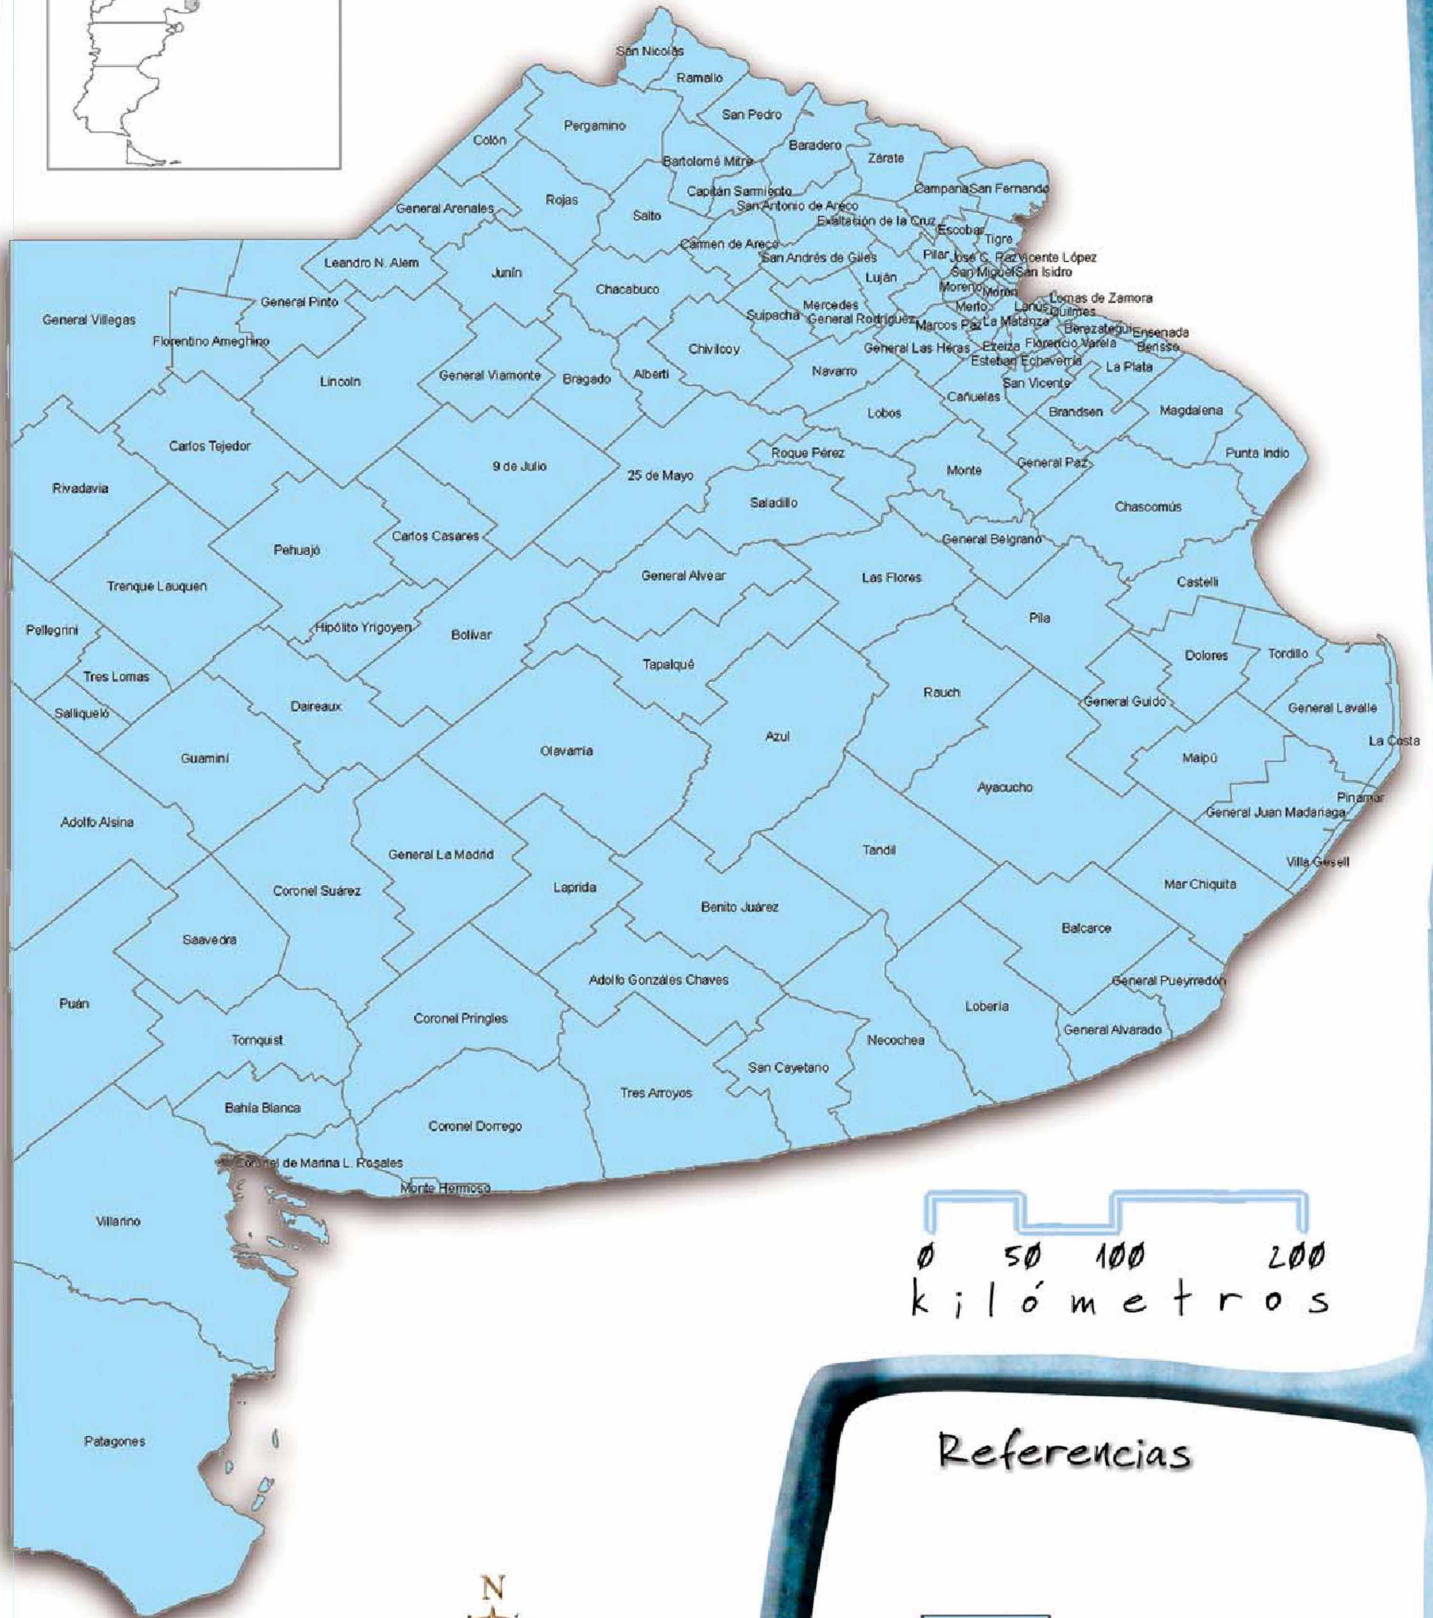 San Nicolás
Ramallo
San Pedro
Pergamino
Colón
Baradero
Zárate
Bartolomé Mitre
Capitán Sarmiento
Campana
San Fernando
Rojas
General Arenales
Salto
San Antonio de Areco
Exaltación de la Cruz
Escobar
Tigre
Carmen de Areco
San Andrés de Giles
Pilar
José C. Paz
Vicente López
Leandro N. Alem
Junín
San Miguel
San Isidro
Luján
Chacabuco
Moreno
Morón
General Pinto
Lomas de Zamora
Mercedes
Merlo
Lanús
Quilmes
Suipacha
General Rodríguez
Marcos Paz
La Matanza
General Villegas
Berazategui
Ensenada
Florentino Ameghino
Chivilcoy
General Las Heras
Ezeiza
Florencio Varela
Berisso
Esteban Echeverría
La Plata
Lincoln
General Viamonte
Bragado
Alberti
Navarro
San Vicente
Cañuelas
Lobos
Brandsen
Magdalena
Carlos Tejedor
Roque Pérez
Punta Indio
9 de Julio
25 de Mayo
Monte
General Paz
Rivadavia
Saladillo
Chascomús
Carlos Casares
General Belgrano
Pehuajó
General Alvear
Las Flores
Castelli
Trenque Lauquen
Pila
Pellegrini
Hipólito Yrigoyen
Bolívar
Tapalqué
Dolores
Tordillo
Tres Lomas
Rauch
General Guido
General Lavalle
Salliqueló
Daireaux
Azul
La Costa
Guaminí
Olavarría
Maipú
Ayacucho
Pinamar
General Juan Madariaga
Adolfo Alsina
General La Madrid
Tandil
Villa Gesell
Coronel Suárez
Laprida
Mar Chiquita
Benito Juárez
Balcarce
Saavedra
Adolfo Gonzáles Chaves
General Pueyrredón
Puán
Coronel Pringles
Lobería
General Alvarado
Tornquist
Necochea
San Cayetano
Tres Arroyos
Bahía Blanca
Coronel Dorrego
Coronel de Marina L. Rosales
Monte Hermoso
Villarino
0 50 100 200
kilómetros
Patagones
Referencias
N